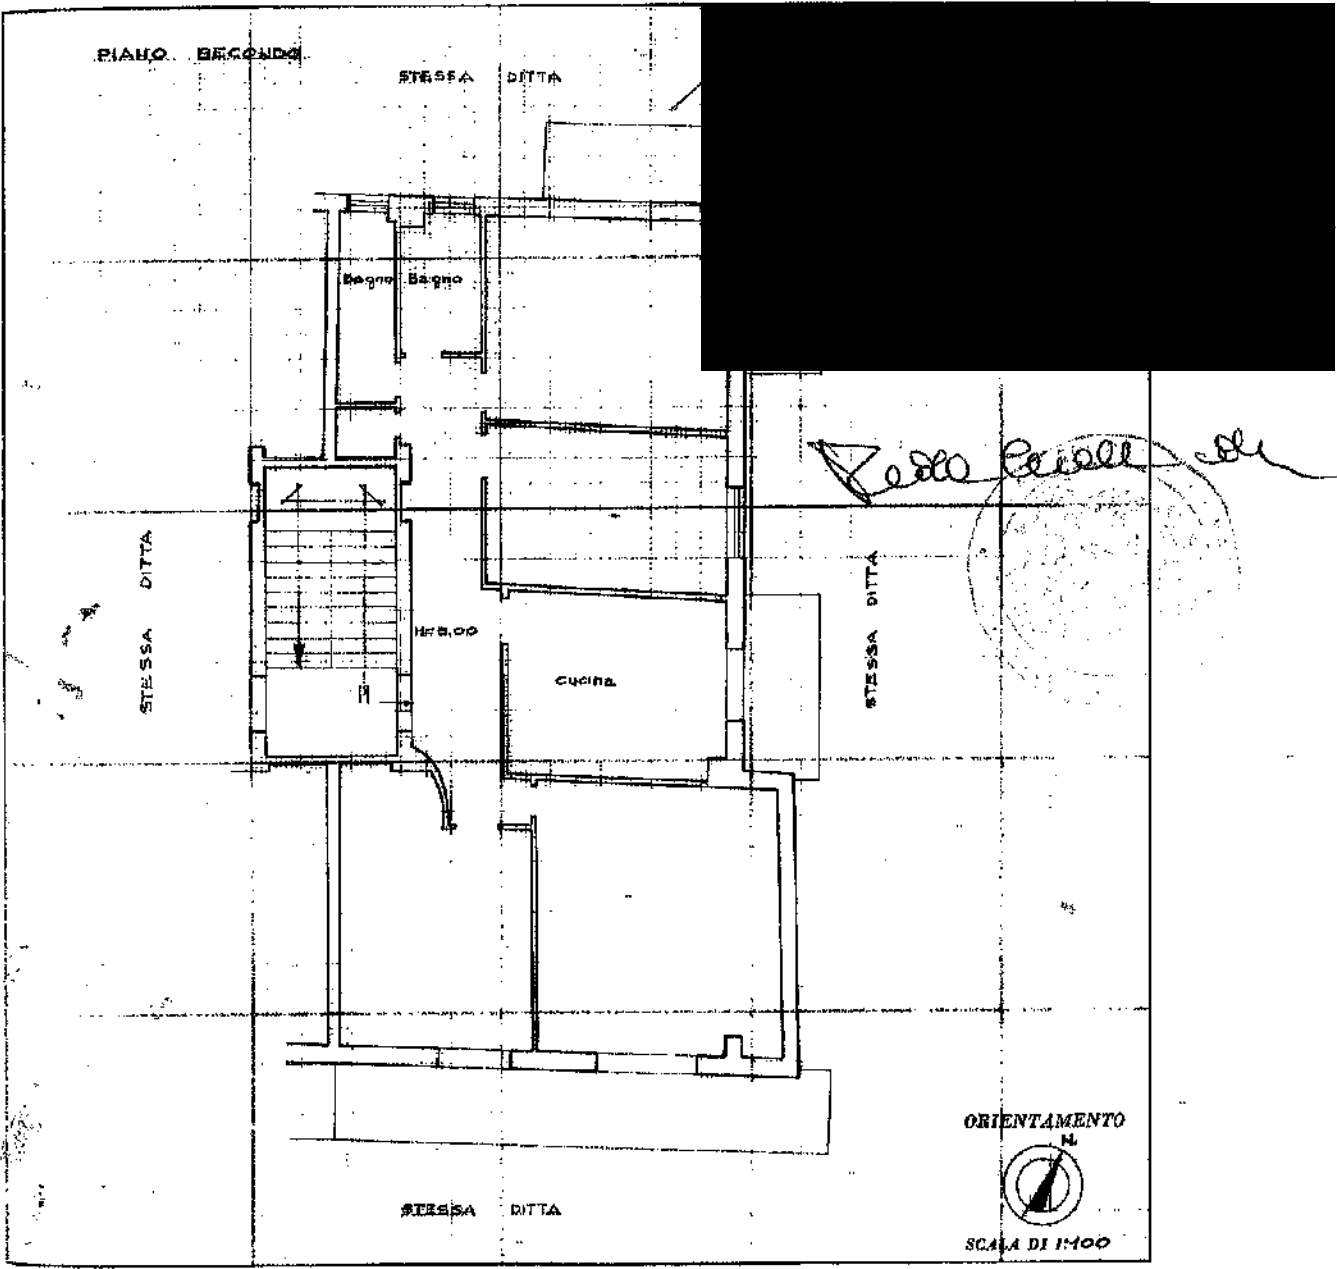 PIANO SECONDO
STESSA DITTA
Bagno Bagno
STESSA DITTA
H=3,00
Cucina
STESSA DITTA
STESSA DITTA
ORIENTAMENTO
N.
SCALA DI 1:100